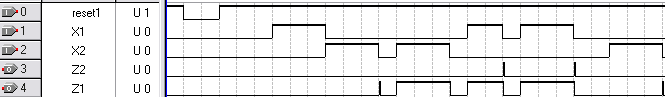 0 reset1 U 1
1 X1 U 0
2 X2 U 0
3 Z2 U 0
4 Z1 U 0